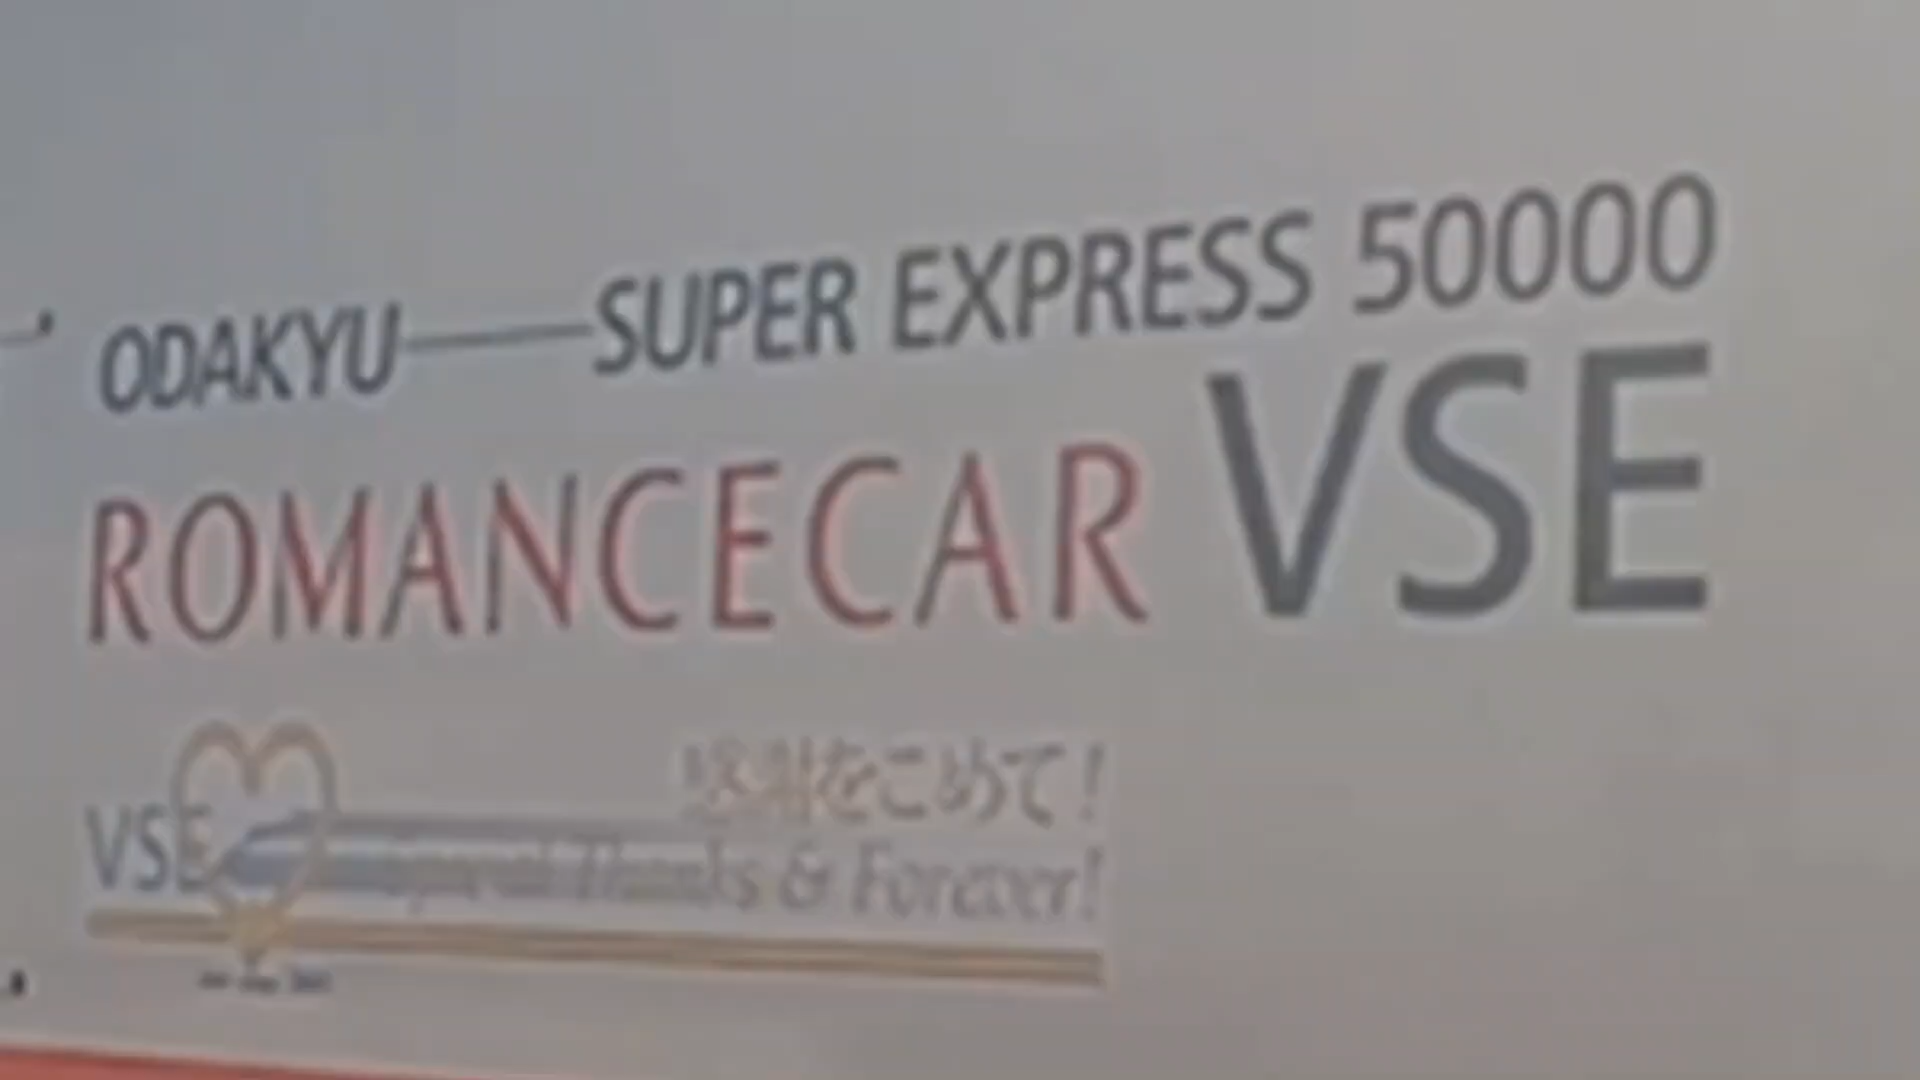 ODAKYU——SUPER EXPRESS 50000
ROMANCECAR VSE
感謝をこめて!
VSE
Thanks & Forever!